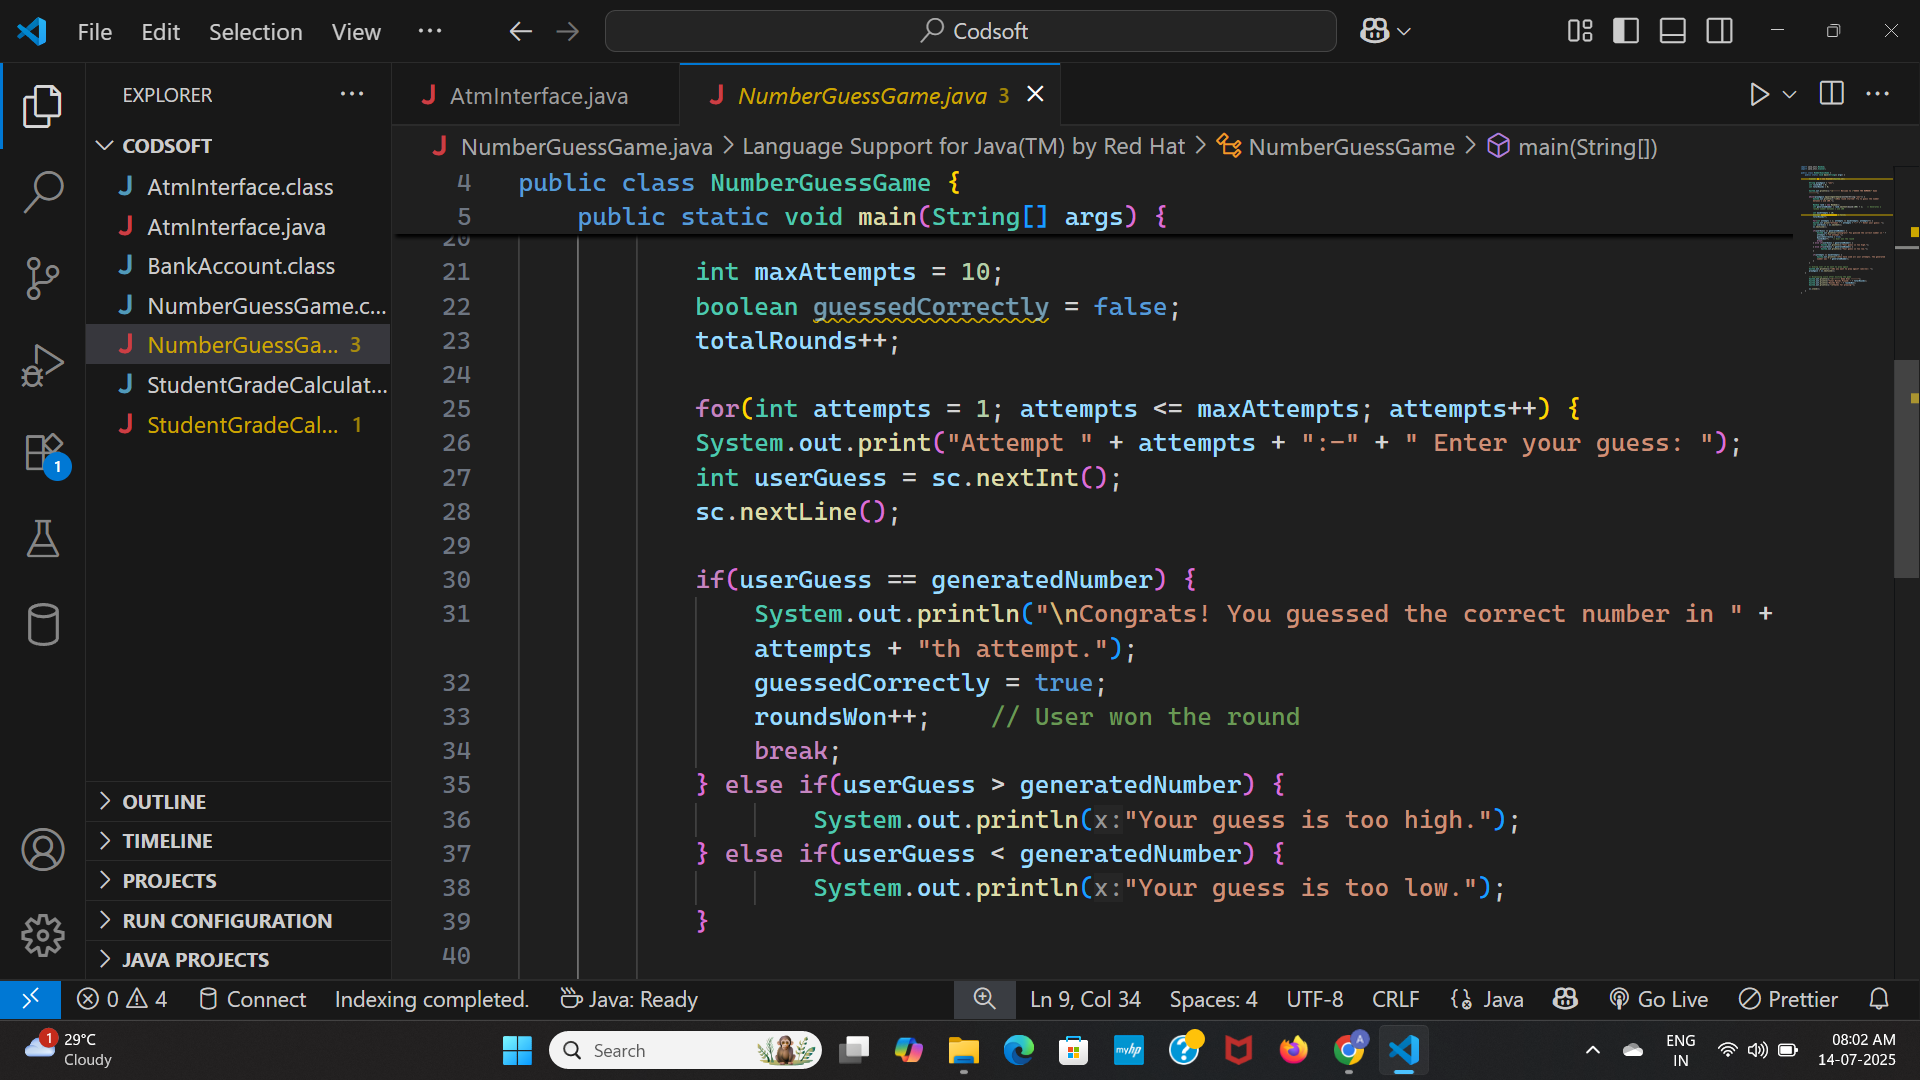 File Edit Selection View ··· Codsoft
EXPLORER ···
CODSOFT
AtmInterface.class
AtmInterface.java
BankAccount.class
NumberGuessGame.c...
NumberGuessGa... 3
StudentGradeCalculat...
StudentGradeCal... 1
OUTLINE
TIMELINE
PROJECTS
RUN CONFIGURATION
JAVA PROJECTS
1
AtmInterface.java NumberGuessGame.java 3
NumberGuessGame.java > Language Support for Java(TM) by Red Hat > NumberGuessGame > main(String[])
4 public class NumberGuessGame {
5 public static void main(String[] args) {
20
21 int maxAttempts = 10;
22 boolean guessedCorrectly = false;
23 totalRounds++;
24
25 for(int attempts = 1; attempts <= maxAttempts; attempts++) {
26 System.out.print("Attempt " + attempts + ":-" + " Enter your guess: ");
27 int userGuess = sc.nextInt();
28 sc.nextLine();
29
30 if(userGuess == generatedNumber) {
31 System.out.println("\nCongrats! You guessed the correct number in " +
attempts + "th attempt.");
32 guessedCorrectly = true;
33 roundsWon++; // User won the round
34 break;
35 } else if(userGuess > generatedNumber) {
36 System.out.println(x:"Your guess is too high.");
37 } else if(userGuess < generatedNumber) {
38 System.out.println(x:"Your guess is too low.");
39 }
40
0 4 Connect Indexing completed. Java: Ready Ln 9, Col 34 Spaces: 4 UTF-8 CRLF Java Go Live Prettier
1 29°C
Cloudy
Search
myhp
A
ENG
IN
08:02 AM
14-07-2025